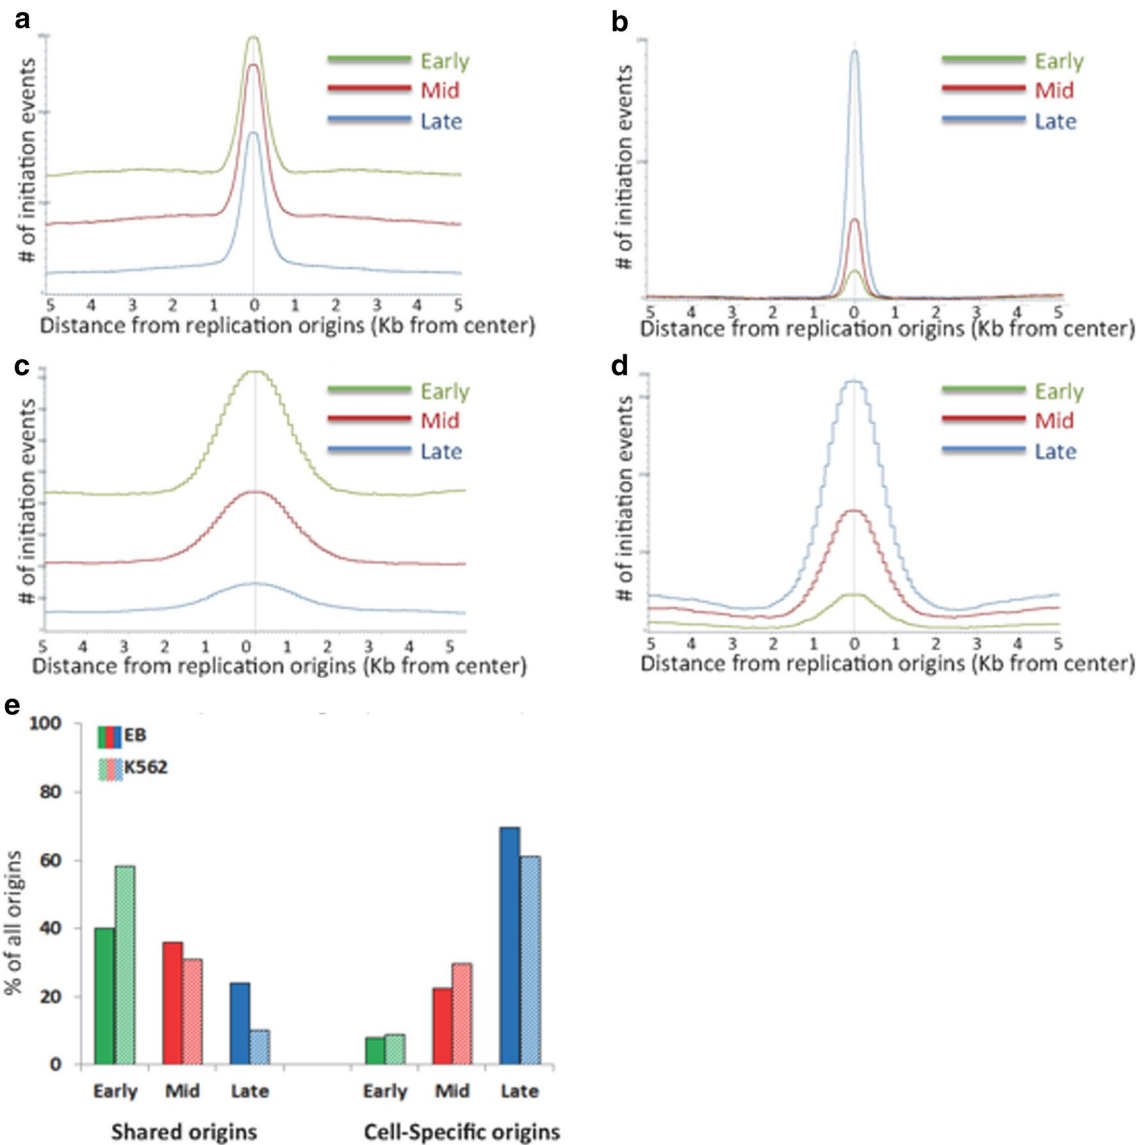 a
# of initiation events
Early
Mid
Late
5 4 3 2 1 0 1 2 3 4 5
Distance from replication origins (Kb from center)
b
# of initiation events
Early
Mid
Late
5 4 3 2 1 0 1 2 3 4 5
Distance from replication origins (Kb from center)
c
# of initiation events
Early
Mid
Late
5 4 3 2 1 0 1 2 3 4 5
Distance from replication origins (Kb from center)
d
# of initiation events
Early
Mid
Late
5 4 3 2 1 0 1 2 3 4 5
Distance from replication origins (Kb from center)
e
% of all origins
100
80
60
40
20
0
EB
K562
Early Mid Late Early Mid Late
Shared origins Cell-Specific origins